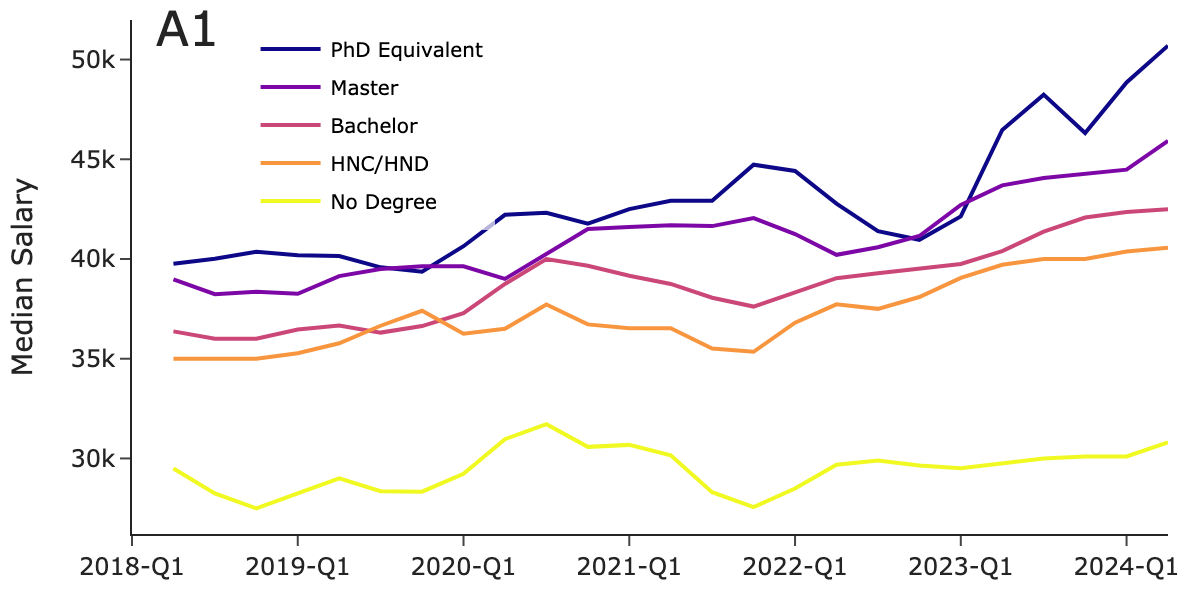 A1
PhD Equivalent
Master
Bachelor
HNC/HND
No Degree
Median Salary
50k
45k
40k
35k
30k
2018-Q1 2019-Q1 2020-Q1 2021-Q1 2022-Q1 2023-Q1 2024-Q1